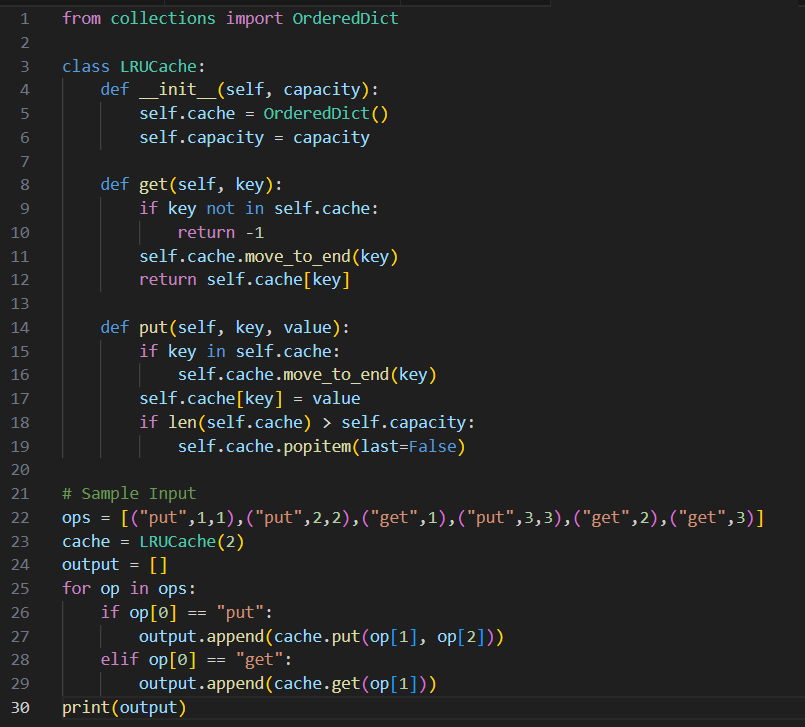 1 from collections import OrderedDict
2
3 class LRUCache:
4     def __init__(self, capacity):
5         self.cache = OrderedDict()
6         self.capacity = capacity
7
8     def get(self, key):
9         if key not in self.cache:
10             return -1
11         self.cache.move_to_end(key)
12         return self.cache[key]
13
14     def put(self, key, value):
15         if key in self.cache:
16             self.cache.move_to_end(key)
17         self.cache[key] = value
18         if len(self.cache) > self.capacity:
19             self.cache.popitem(last=False)
20
21 # Sample Input
22 ops = [("put",1,1),("put",2,2),("get",1),("put",3,3),("get",2),("get",3)]
23 cache = LRUCache(2)
24 output = []
25 for op in ops:
26     if op[0] == "put":
27         output.append(cache.put(op[1], op[2]))
28     elif op[0] == "get":
29         output.append(cache.get(op[1]))
30 print(output)